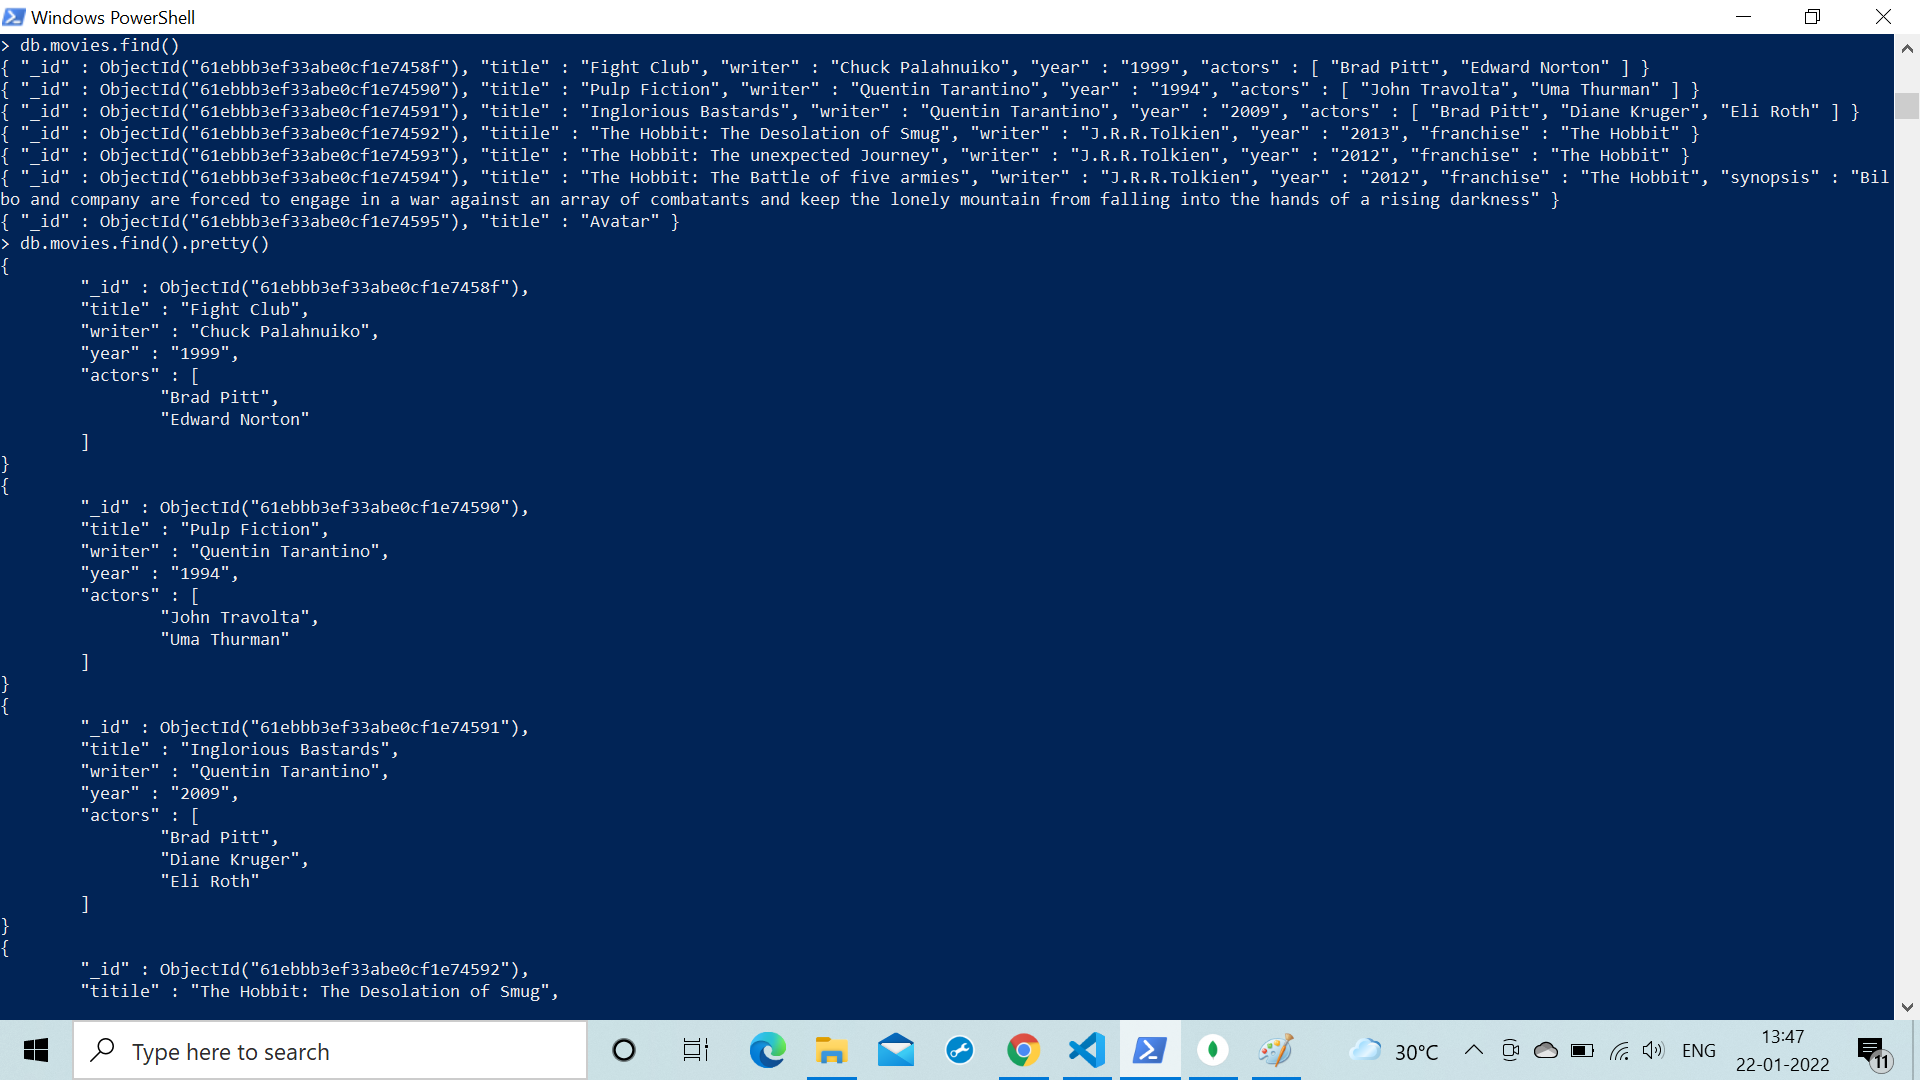 Windows PowerShell
> db.movies.find()
{ "_id" : ObjectId("61ebbb3ef33abe0cf1e7458f"), "title" : "Fight Club", "writer" : "Chuck Palahnuiko", "year" : "1999", "actors" : [ "Brad Pitt", "Edward Norton" ] }
{ "_id" : ObjectId("61ebbb3ef33abe0cf1e74590"), "title" : "Pulp Fiction", "writer" : "Quentin Tarantino", "year" : "1994", "actors" : [ "John Travolta", "Uma Thurman" ] }
{ "_id" : ObjectId("61ebbb3ef33abe0cf1e74591"), "title" : "Inglorious Bastards", "writer" : "Quentin Tarantino", "year" : "2009", "actors" : [ "Brad Pitt", "Diane Kruger", "Eli Roth" ] }
{ "_id" : ObjectId("61ebbb3ef33abe0cf1e74592"), "titile" : "The Hobbit: The Desolation of Smug", "writer" : "J.R.R.Tolkien", "year" : "2013", "franchise" : "The Hobbit" }
{ "_id" : ObjectId("61ebbb3ef33abe0cf1e74593"), "title" : "The Hobbit: The unexpected Journey", "writer" : "J.R.R.Tolkien", "year" : "2012", "franchise" : "The Hobbit" }
{ "_id" : ObjectId("61ebbb3ef33abe0cf1e74594"), "title" : "The Hobbit: The Battle of five armies", "writer" : "J.R.R.Tolkien", "year" : "2012", "franchise" : "The Hobbit", "synopsis" : "Bil
bo and company are forced to engage in a war against an array of combatants and keep the lonely mountain from falling into the hands of a rising darkness" }
{ "_id" : ObjectId("61ebbb3ef33abe0cf1e74595"), "title" : "Avatar" }
> db.movies.find().pretty()
{
"_id" : ObjectId("61ebbb3ef33abe0cf1e7458f"),
"title" : "Fight Club",
"writer" : "Chuck Palahnuiko",
"year" : "1999",
"actors" : [
"Brad Pitt",
"Edward Norton"
]
}
{
"_id" : ObjectId("61ebbb3ef33abe0cf1e74590"),
"title" : "Pulp Fiction",
"writer" : "Quentin Tarantino",
"year" : "1994",
"actors" : [
"John Travolta",
"Uma Thurman"
]
}
{
"_id" : ObjectId("61ebbb3ef33abe0cf1e74591"),
"title" : "Inglorious Bastards",
"writer" : "Quentin Tarantino",
"year" : "2009",
"actors" : [
"Brad Pitt",
"Diane Kruger",
"Eli Roth"
]
}
{
"_id" : ObjectId("61ebbb3ef33abe0cf1e74592"),
"titile" : "The Hobbit: The Desolation of Smug",
Type here to search
30°C
ENG
13:47
22-01-2022
11